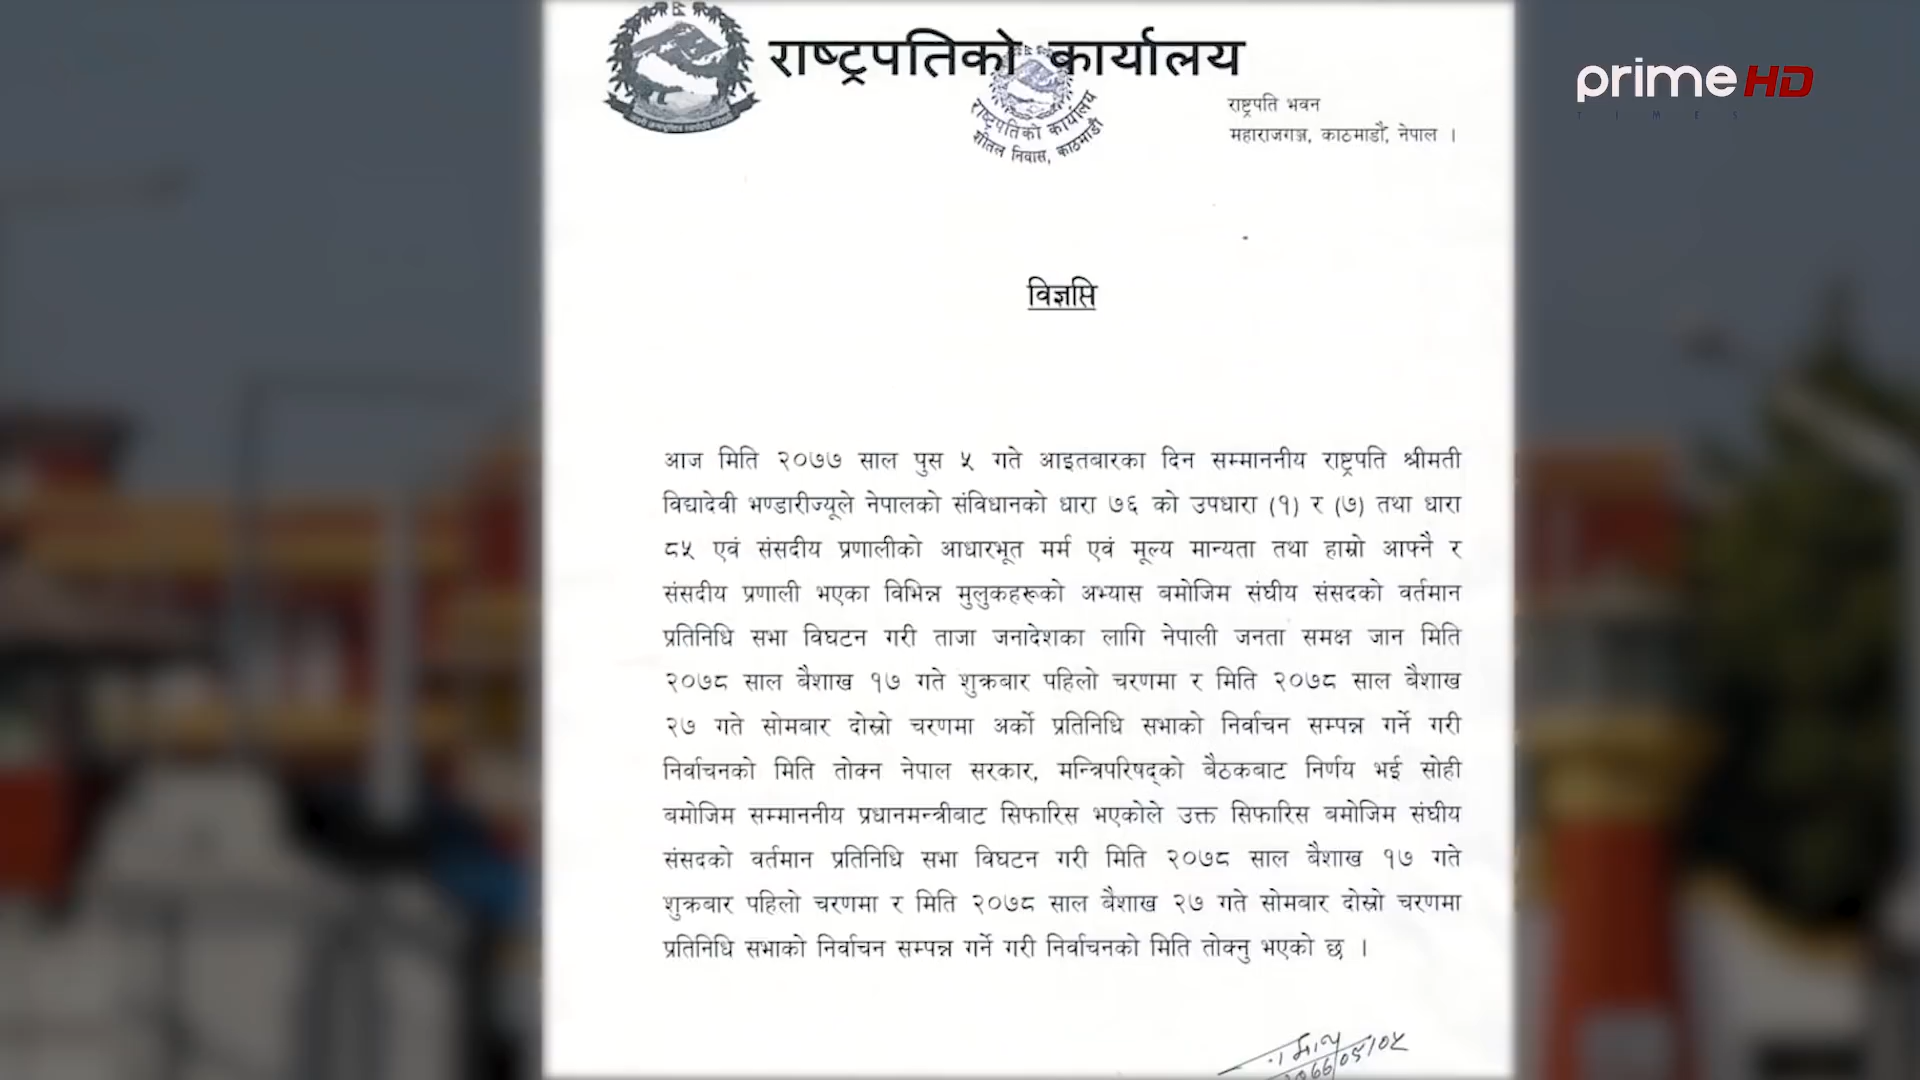 राष्ट्रपतिको कार्यालय
राष्ट्रपतिको कार्यालय
शीतल निवास, काठमाडौं
राष्ट्रपति भवन
महाराजगञ्ज, काठमाडौँ, नेपाल ।
prime HD
TIMES
विज्ञप्ति
आज मिति २०७७ साल पुस ५ गते आइतबारका दिन सम्माननीय राष्ट्रपति श्रीमती
विद्यादेवी भण्डारीज्यूले नेपालको संविधानको धारा ७६ को उपधारा (१) र (७) तथा धारा
८५ एवं संसदीय प्रणालीको आधारभूत मर्म एवं मूल्य मान्यता तथा हाम्रो आफ्नै र
संसदीय प्रणाली भएका विभिन्न मुलुकहरूको अभ्यास बमोजिम संघीय संसदको वर्तमान
प्रतिनिधि सभा विघटन गरी ताजा जनादेशका लागि नेपाली जनता समक्ष जान मिति
२०७८ साल बैशाख १७ गते शुक्रबार पहिलो चरणमा र मिति २०७८ साल बैशाख
२७ गते सोमबार दोस्रो चरणमा अर्को प्रतिनिधि सभाको निर्वाचन सम्पन्न गर्ने गरी
निर्वाचनको मिति तोक्न नेपाल सरकार, मन्त्रिपरिषद्को बैठकबाट निर्णय भई सोही
बमोजिम सम्माननीय प्रधानमन्त्रीबाट सिफारिस भएकोले उक्त सिफारिस बमोजिम संघीय
संसदको वर्तमान प्रतिनिधि सभा विघटन गरी मिति २०७८ साल बैशाख १७ गते
शुक्रबार पहिलो चरणमा र मिति २०७८ साल बैशाख २७ गते सोमबार दोस्रो चरणमा
प्रतिनिधि सभाको निर्वाचन सम्पन्न गर्ने गरी निर्वाचनको मिति तोक्नु भएको छ ।